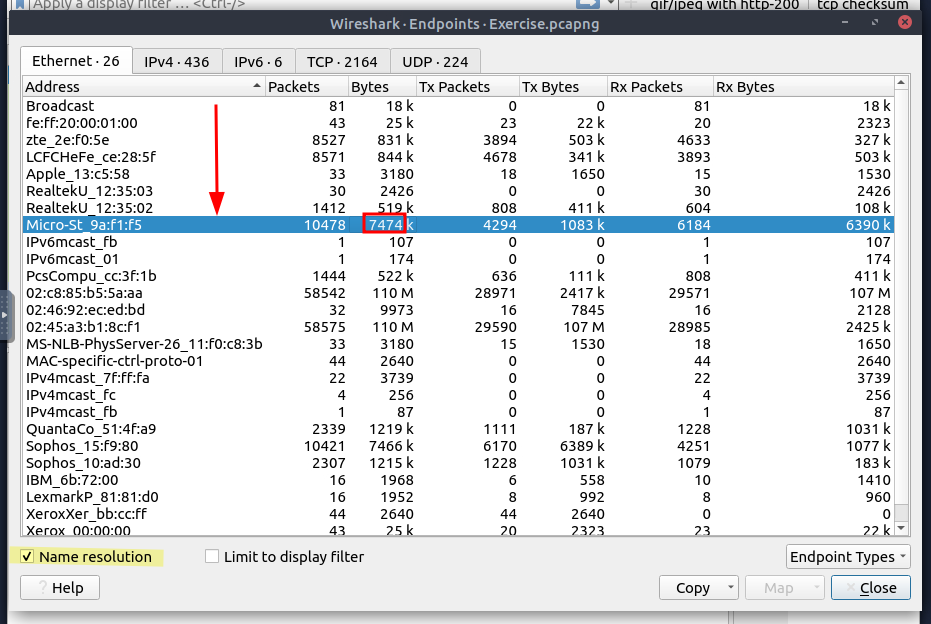 Apply a display filter … <Ctrl-/>
gif/jpeg with http-200 tcp checksum
Wireshark · Endpoints · Exercise.pcapng
Ethernet · 26 IPv4 · 436 IPv6 · 6 TCP · 2164 UDP · 224
Address Packets Bytes Tx Packets Tx Bytes Rx Packets Rx Bytes
Broadcast 81 18 k 0 0 81 18 k
fe:ff:20:00:01:00 43 25 k 23 22 k 20 2323
zte_2e:f0:5e 8527 831 k 3894 503 k 4633 327 k
LCFCHeFe_ce:28:5f 8571 844 k 4678 341 k 3893 503 k
Apple_13:c5:58 33 3180 18 1650 15 1530
RealtekU_12:35:03 30 2426 0 0 30 2426
RealtekU_12:35:02 1412 519 k 808 411 k 604 108 k
Micro-St_9a:f1:f5 10478 7474 k 4294 1083 k 6184 6390 k
IPv6mcast_fb 1 107 0 0 1 107
IPv6mcast_01 1 174 0 0 1 174
PcsCompu_cc:3f:1b 1444 522 k 636 111 k 808 411 k
02:c8:85:b5:5a:aa 58542 110 M 28971 2417 k 29571 107 M
02:46:92:ec:ed:bd 32 9973 16 7845 16 2128
02:45:a3:b1:8c:f1 58575 110 M 29590 107 M 28985 2425 k
MS-NLB-PhysServer-26_11:f0:c8:3b 33 3180 15 1530 18 1650
MAC-specific-ctrl-proto-01 44 2640 0 0 44 2640
IPv4mcast_7f:ff:fa 22 3739 0 0 22 3739
IPv4mcast_fc 4 256 0 0 4 256
IPv4mcast_fb 1 87 0 0 1 87
QuantaCo_51:4f:a9 2339 1219 k 1111 187 k 1228 1031 k
Sophos_15:f9:80 10421 7466 k 6170 6389 k 4251 1077 k
Sophos_10:ad:30 2307 1215 k 1228 1031 k 1079 183 k
IBM_6b:72:00 16 1968 6 558 10 1410
LexmarkP_81:81:d0 16 1952 8 992 8 960
XeroxXer_bb:cc:ff 44 2640 44 2640 0 0
Xerox_00:00:00 43 25 k 20 2323 23 22 k
Name resolution Limit to display filter Endpoint Types
? Help Copy Map Close